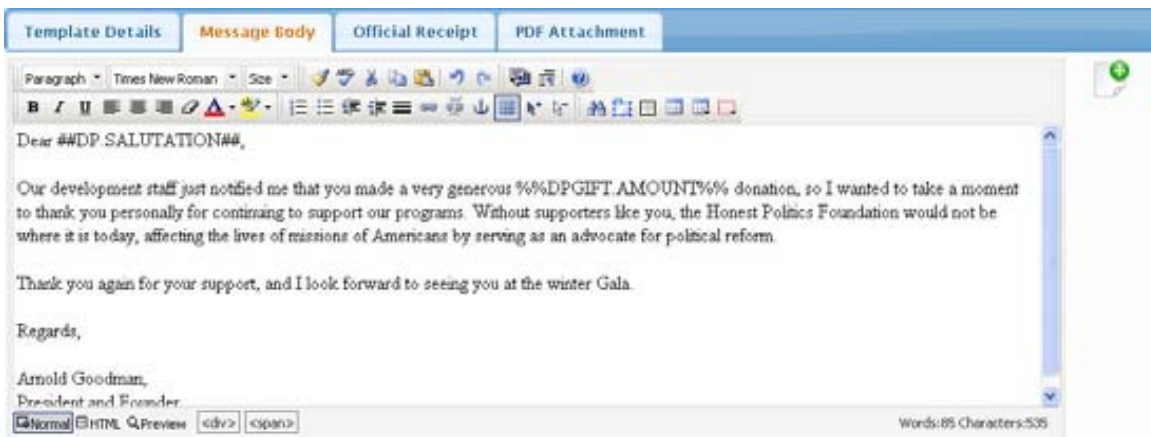 Template Details Message Body Official Receipt PDF Attachment
Paragraph Times New Roman Size
B I U A
Dear ##DP.SALUTATION##,
Our development staff just notified me that you made a very generous %%DPGIFT.AMOUNT%% donation, so I wanted to take a moment
to thank you personally for continuing to support our programs. Without supporters like you, the Honest Politics Foundation would not be
where it is today, affecting the lives of missions of Americans by serving as an advocate for political reform.
Thank you again for your support, and I look forward to seeing you at the winter Gala.
Regards,
Arnold Goodman,
President and Founder
Normal HTML Preview <div> <span> Words:85 Characters:535